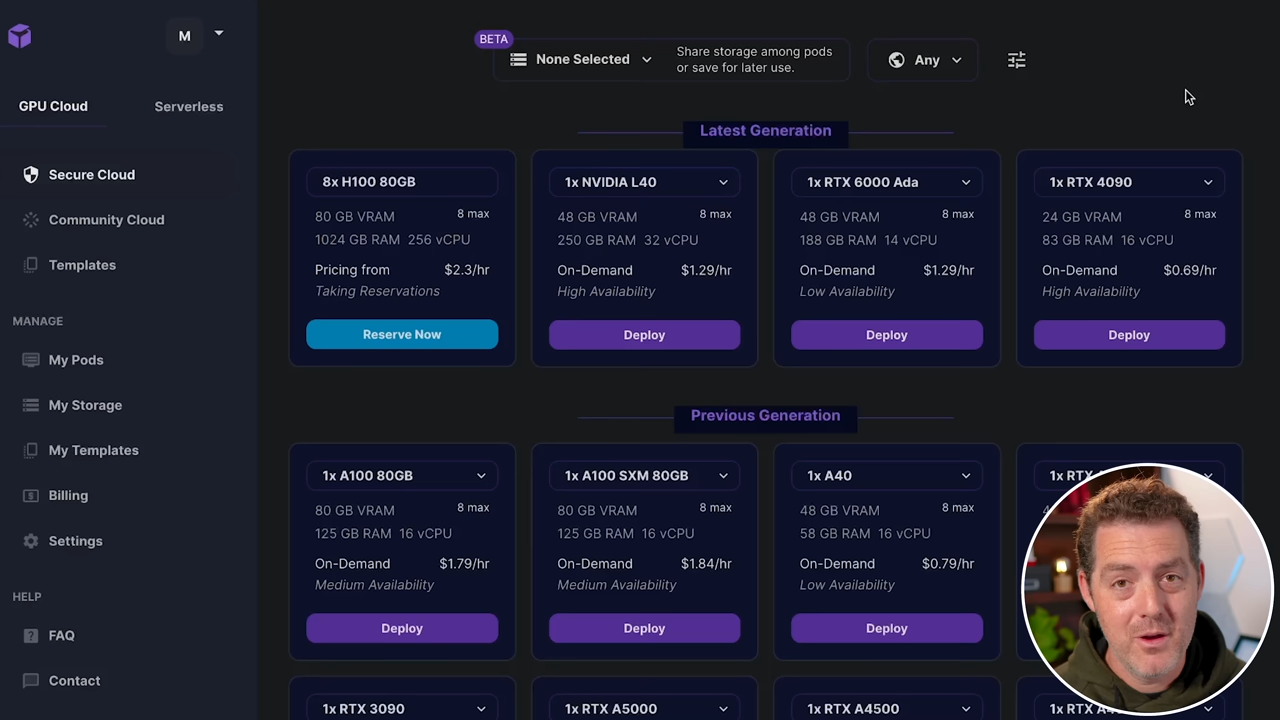 M
GPU Cloud
Serverless
Secure Cloud
Community Cloud
Templates
MANAGE
My Pods
My Storage
My Templates
Billing
Settings
HELP
FAQ
Contact
BETA
None Selected
Share storage among pods
or save for later use.
Any
Latest Generation
8x H100 80GB
80 GB VRAM 8 max
1024 GB RAM 256 vCPU
Pricing from $2.3/hr
Taking Reservations
Reserve Now
1x NVIDIA L40
48 GB VRAM 8 max
250 GB RAM 32 vCPU
On-Demand $1.29/hr
High Availability
Deploy
1x RTX 6000 Ada
48 GB VRAM 8 max
188 GB RAM 14 vCPU
On-Demand $1.29/hr
Low Availability
Deploy
1x RTX 4090
24 GB VRAM 8 max
83 GB RAM 16 vCPU
On-Demand $0.69/hr
High Availability
Deploy
Previous Generation
1x A100 80GB
80 GB VRAM 8 max
125 GB RAM 16 vCPU
On-Demand $1.79/hr
Medium Availability
Deploy
1x A100 SXM 80GB
80 GB VRAM 8 max
125 GB RAM 16 vCPU
On-Demand $1.84/hr
Medium Availability
Deploy
1x A40
48 GB VRAM 8 max
58 GB RAM 16 vCPU
On-Demand $0.79/hr
Low Availability
Deploy
1x RTX
1x RTX 3090
1x RTX A5000
1x RTX A4500
1x RTX